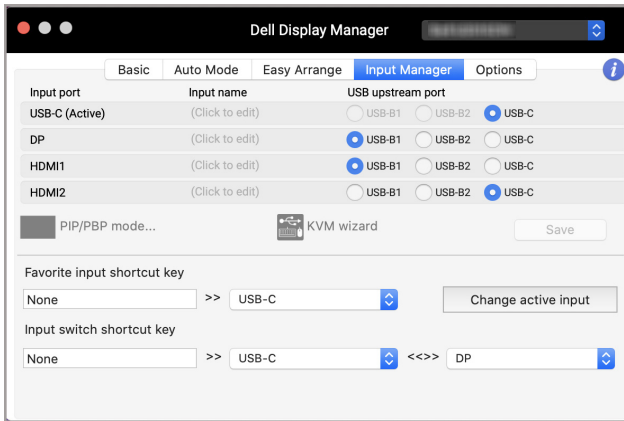 Dell Display Manager
Basic Auto Mode Easy Arrange Input Manager Options i
Input port Input name USB upstream port
USB-C (Active) (Click to edit) USB-B1 USB-B2 USB-C
DP (Click to edit) USB-B1 USB-B2 USB-C
HDMI1 (Click to edit) USB-B1 USB-B2 USB-C
HDMI2 (Click to edit) USB-B1 USB-B2 USB-C
PIP/PBP mode... KVM wizard Save
Favorite input shortcut key
None >> USB-C Change active input
Input switch shortcut key
None >> USB-C <<>> DP